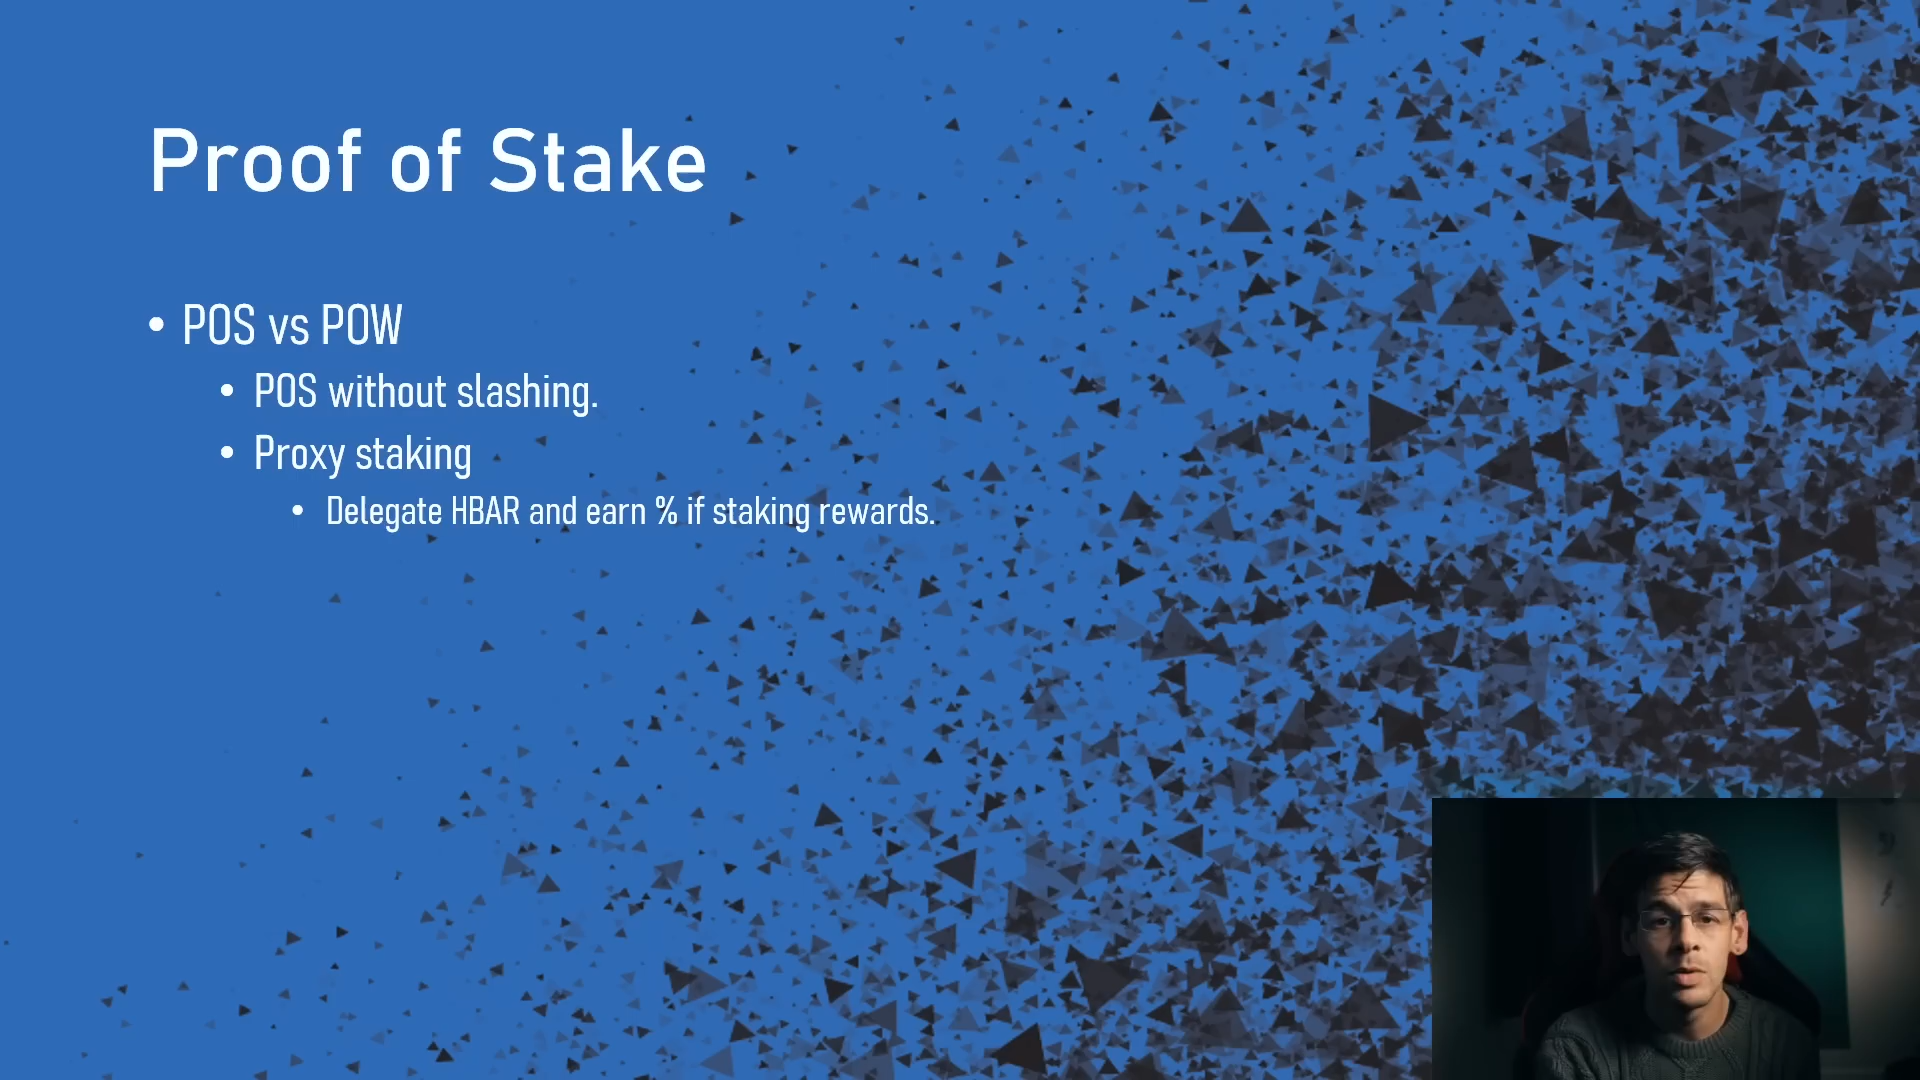 Proof of Stake
• POS vs POW
• POS without slashing.
• Proxy staking
• Delegate HBAR and earn % if staking rewards.